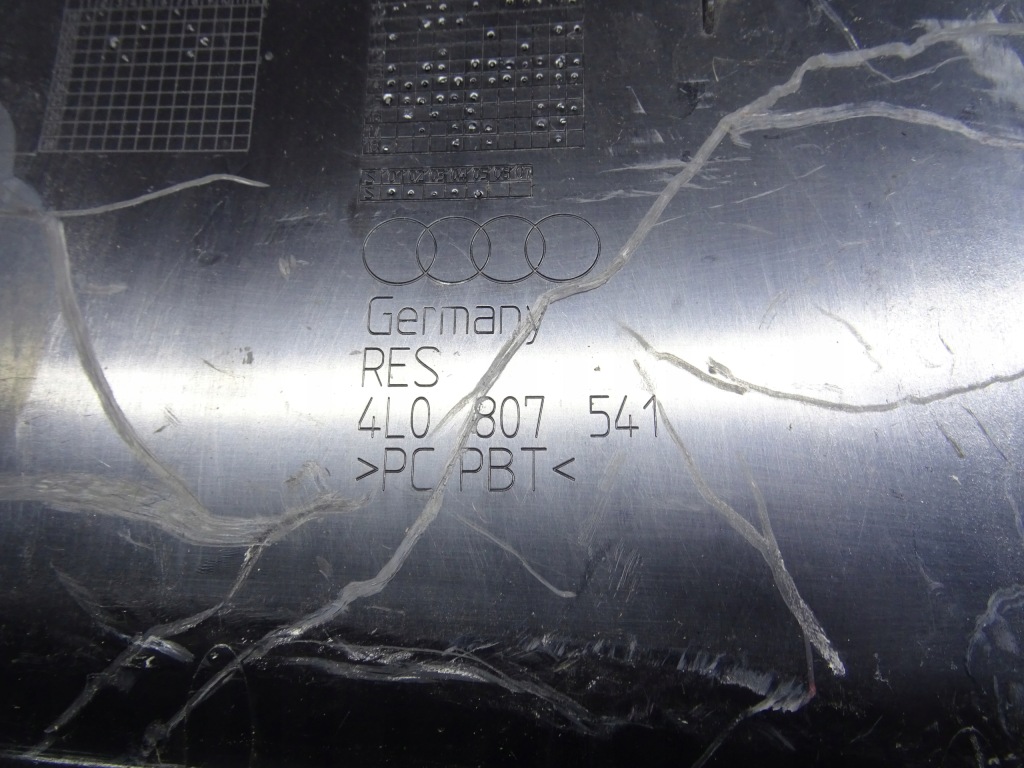 Germany
RES
4L0 807 541
>PC PBT<